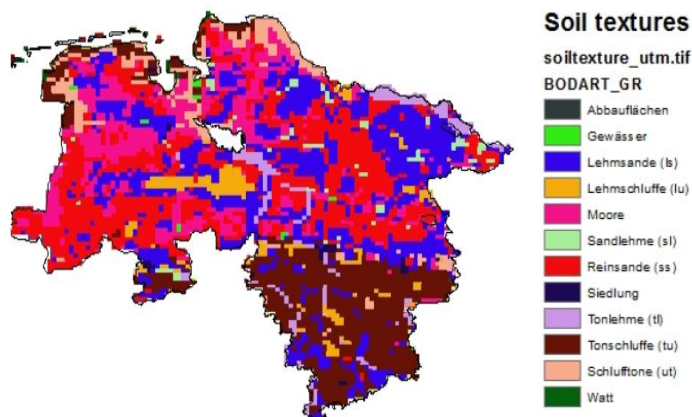 Soil textures
soiltexture_utm.tif
BODART_GR
Abbauflächen
Gewässer
Lehmsande (ls)
Lehmschluffe (lu)
Moore
Sandlehme (sl)
Reinsande (ss)
Siedlung
Tonlehme (tl)
Tonschluffe (tu)
Schlufftone (ut)
Watt